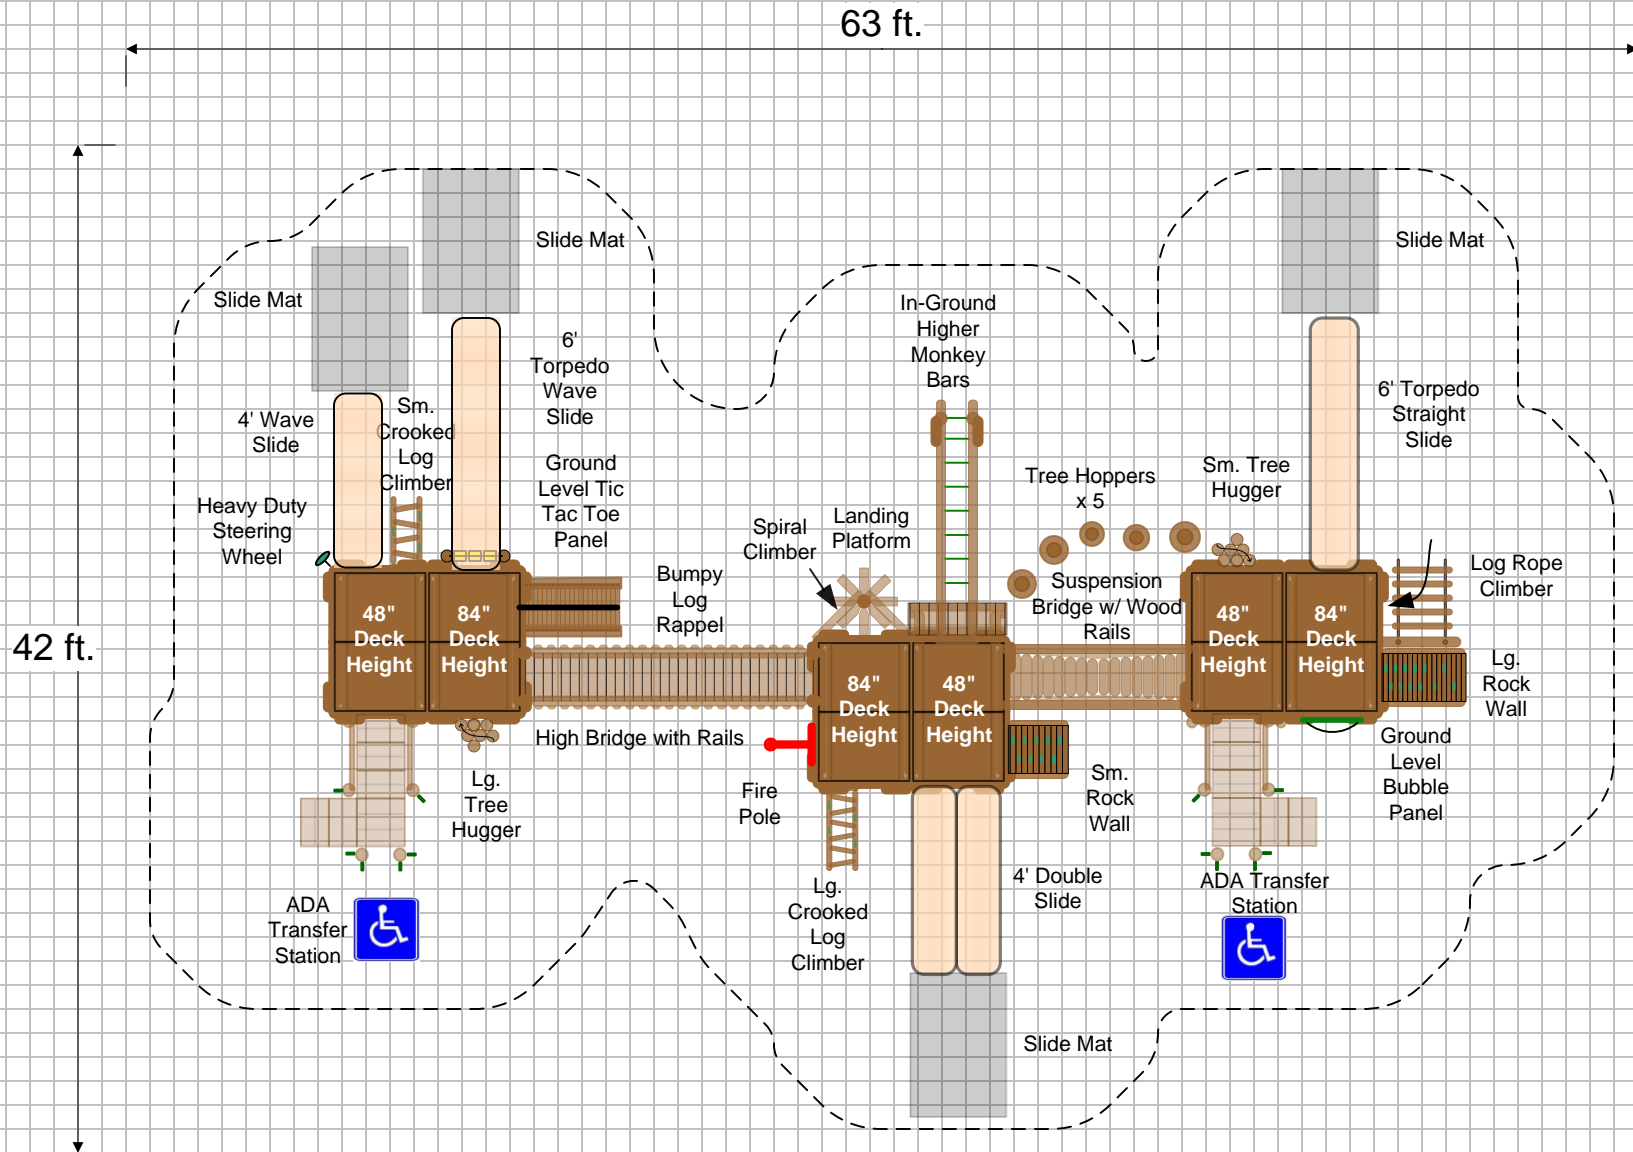 63 ft.
42 ft.
Slide Mat
Slide Mat
Slide Mat
In-Ground
Higher
Monkey
Bars
6'
Torpedo
Wave
Slide
4' Wave
Slide
Sm.
Crooked
Log
Climber
6' Torpedo
Straight
Slide
Ground
Level Tic
Tac Toe
Panel
Heavy Duty
Steering
Wheel
Tree Hoppers
x 5
Sm. Tree
Hugger
Spiral
Climber
Landing
Platform
Log Rope
Climber
Bumpy
Log
Rappel
Suspension
Bridge w/ Wood
Rails
48"
Deck
Height
84"
Deck
Height
84"
Deck
Height
48"
Deck
Height
48"
Deck
Height
84"
Deck
Height
Lg.
Rock
Wall
High Bridge with Rails
Lg.
Tree
Hugger
Fire
Pole
Sm.
Rock
Wall
Ground
Level
Bubble
Panel
Lg.
Crooked
Log
Climber
4' Double
Slide
ADA
Transfer
Station
ADA Transfer
Station
Slide Mat